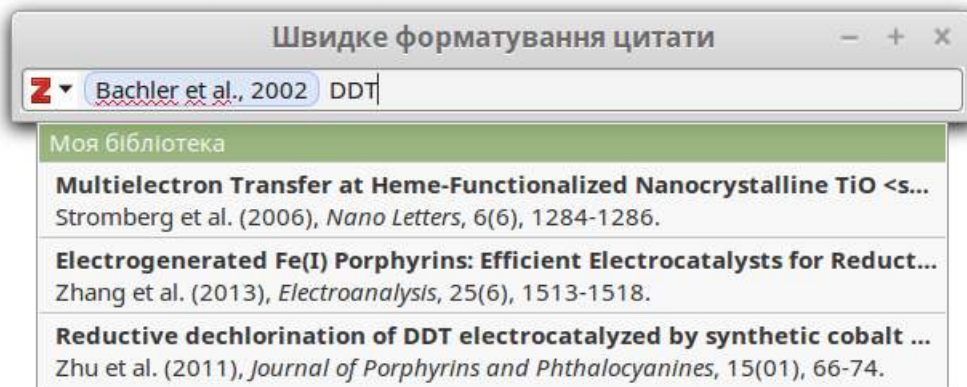 Швидке форматування цитати
Bachler et al., 2002 DDT
Моя бібліотека
Multielectron Transfer at Heme-Functionalized Nanocrystalline TiO <s...
Stromberg et al. (2006), Nano Letters, 6(6), 1284-1286.
Electrogenerated Fe(I) Porphyrins: Efficient Electrocatalysts for Reduct...
Zhang et al. (2013), Electroanalysis, 25(6), 1513-1518.
Reductive dechlorination of DDT electrocatalyzed by synthetic cobalt ...
Zhu et al. (2011), Journal of Porphyrins and Phthalocyanines, 15(01), 66-74.